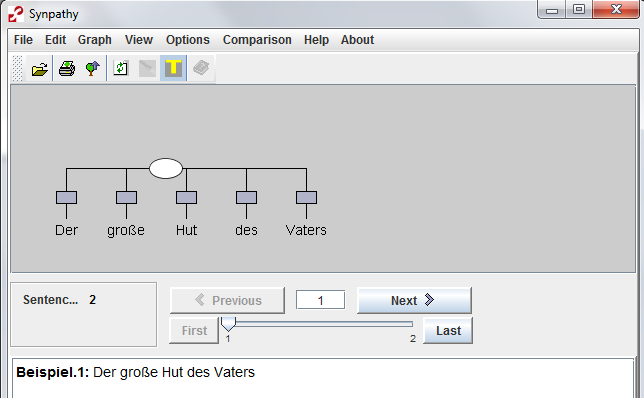 Synpathy
File Edit Graph View Options Comparison Help About
T
Der große Hut des Vaters
Sentenc... 2
Previous 1 Next
First 1 2 Last
Beispiel.1: Der große Hut des Vaters